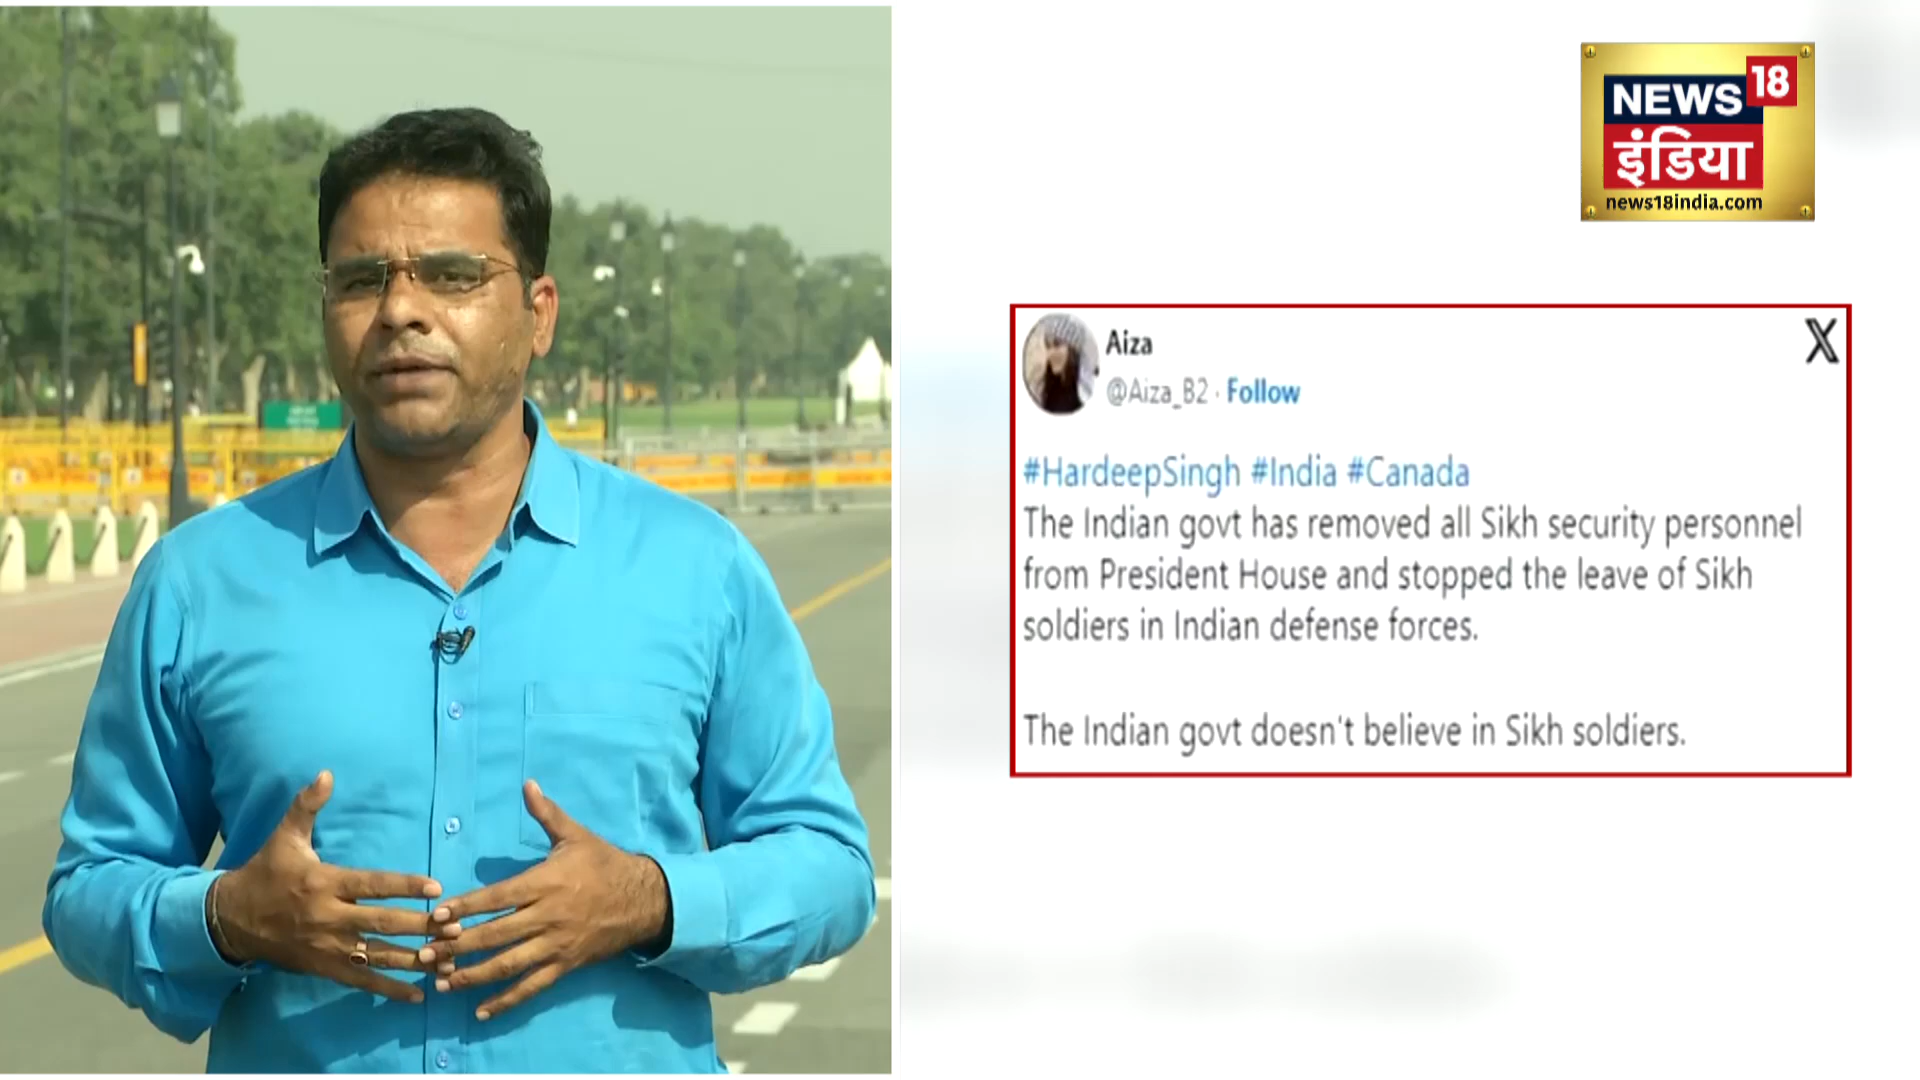 NEWS 18
इंडिया
news18india.com
Aiza
@Aiza_B2 · Follow
X
#HardeepSingh #India #Canada
The Indian govt has removed all Sikh security personnel
from President House and stopped the leave of Sikh
soldiers in Indian defense forces.
The Indian govt doesn't believe in Sikh soldiers.